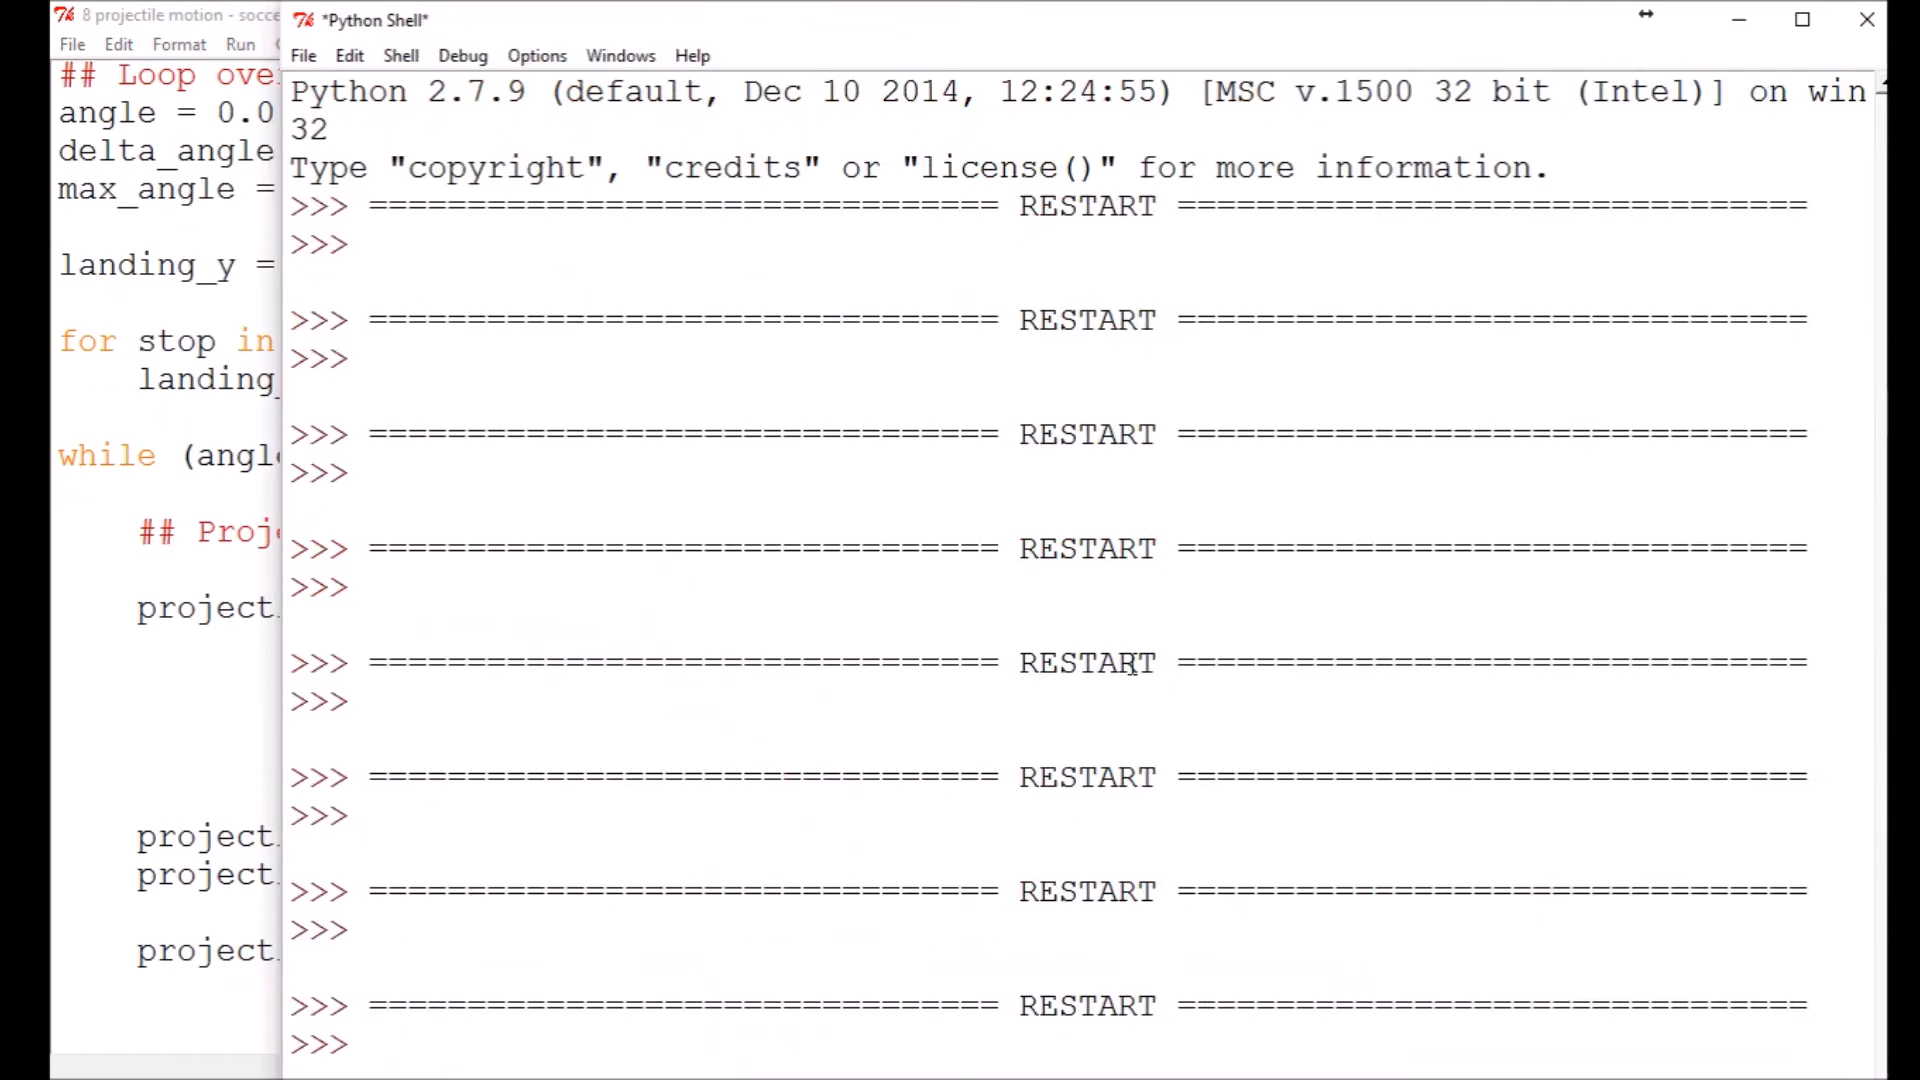 8 projectile motion - socce
File Edit Format Run
## Loop ove
angle = 0.0
delta_angle
max_angle =
landing_y =
for stop in
landing_
while (angl
## Proj
project
project
project
project
*Python Shell*
File Edit Shell Debug Options Windows Help
Python 2.7.9 (default, Dec 10 2014, 12:24:55) [MSC v.1500 32 bit (Intel)] on win
32
Type "copyright", "credits" or "license()" for more information.
>>> ================================ RESTART ================================
>>>
>>> ================================ RESTART ================================
>>>
>>> ================================ RESTART ================================
>>>
>>> ================================ RESTART ================================
>>>
>>> ================================ RESTART ================================
>>>
>>> ================================ RESTART ================================
>>>
>>> ================================ RESTART ================================
>>>
>>> ================================ RESTART ================================
>>>